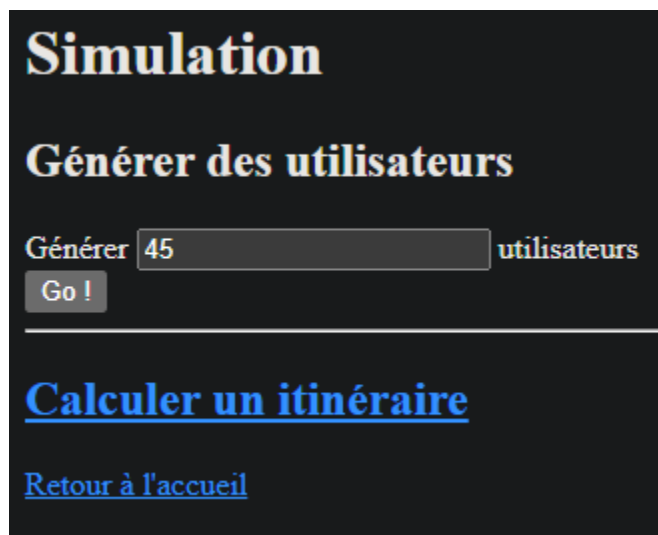 Simulation
Générer des utilisateurs
Générer 45 utilisateurs
Go !
Calculer un itinéraire
Retour à l'accueil